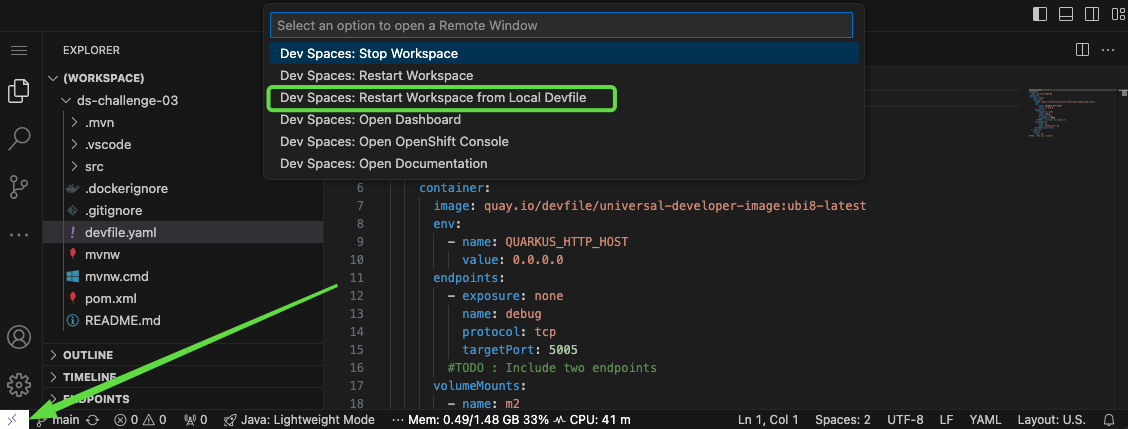 Select an option to open a Remote Window
Dev Spaces: Stop Workspace
Dev Spaces: Restart Workspace
Dev Spaces: Restart Workspace from Local Devfile
Dev Spaces: Open Dashboard
Dev Spaces: Open OpenShift Console
Dev Spaces: Open Documentation
EXPLORER
(WORKSPACE)
ds-challenge-03
.mvn
.vscode
src
.dockerignore
.gitignore
devfile.yaml
mvnw
mvnw.cmd
pom.xml
README.md
OUTLINE
TIMELINE
ENDPOINTS
6 container:
7 image: quay.io/devfile/universal-developer-image:ubi8-latest
8 env:
9 - name: QUARKUS_HTTP_HOST
10 value: 0.0.0.0
11 endpoints:
12 - exposure: none
13 name: debug
14 protocol: tcp
15 targetPort: 5005
16 #TODO : Include two endpoints
17 volumeMounts:
18 - name: m2
main 0 0 0 Java: Lightweight Mode Mem: 0.49/1.48 GB 33% CPU: 41 m Ln 1, Col 1 Spaces: 2 UTF-8 LF YAML Layout: U.S.